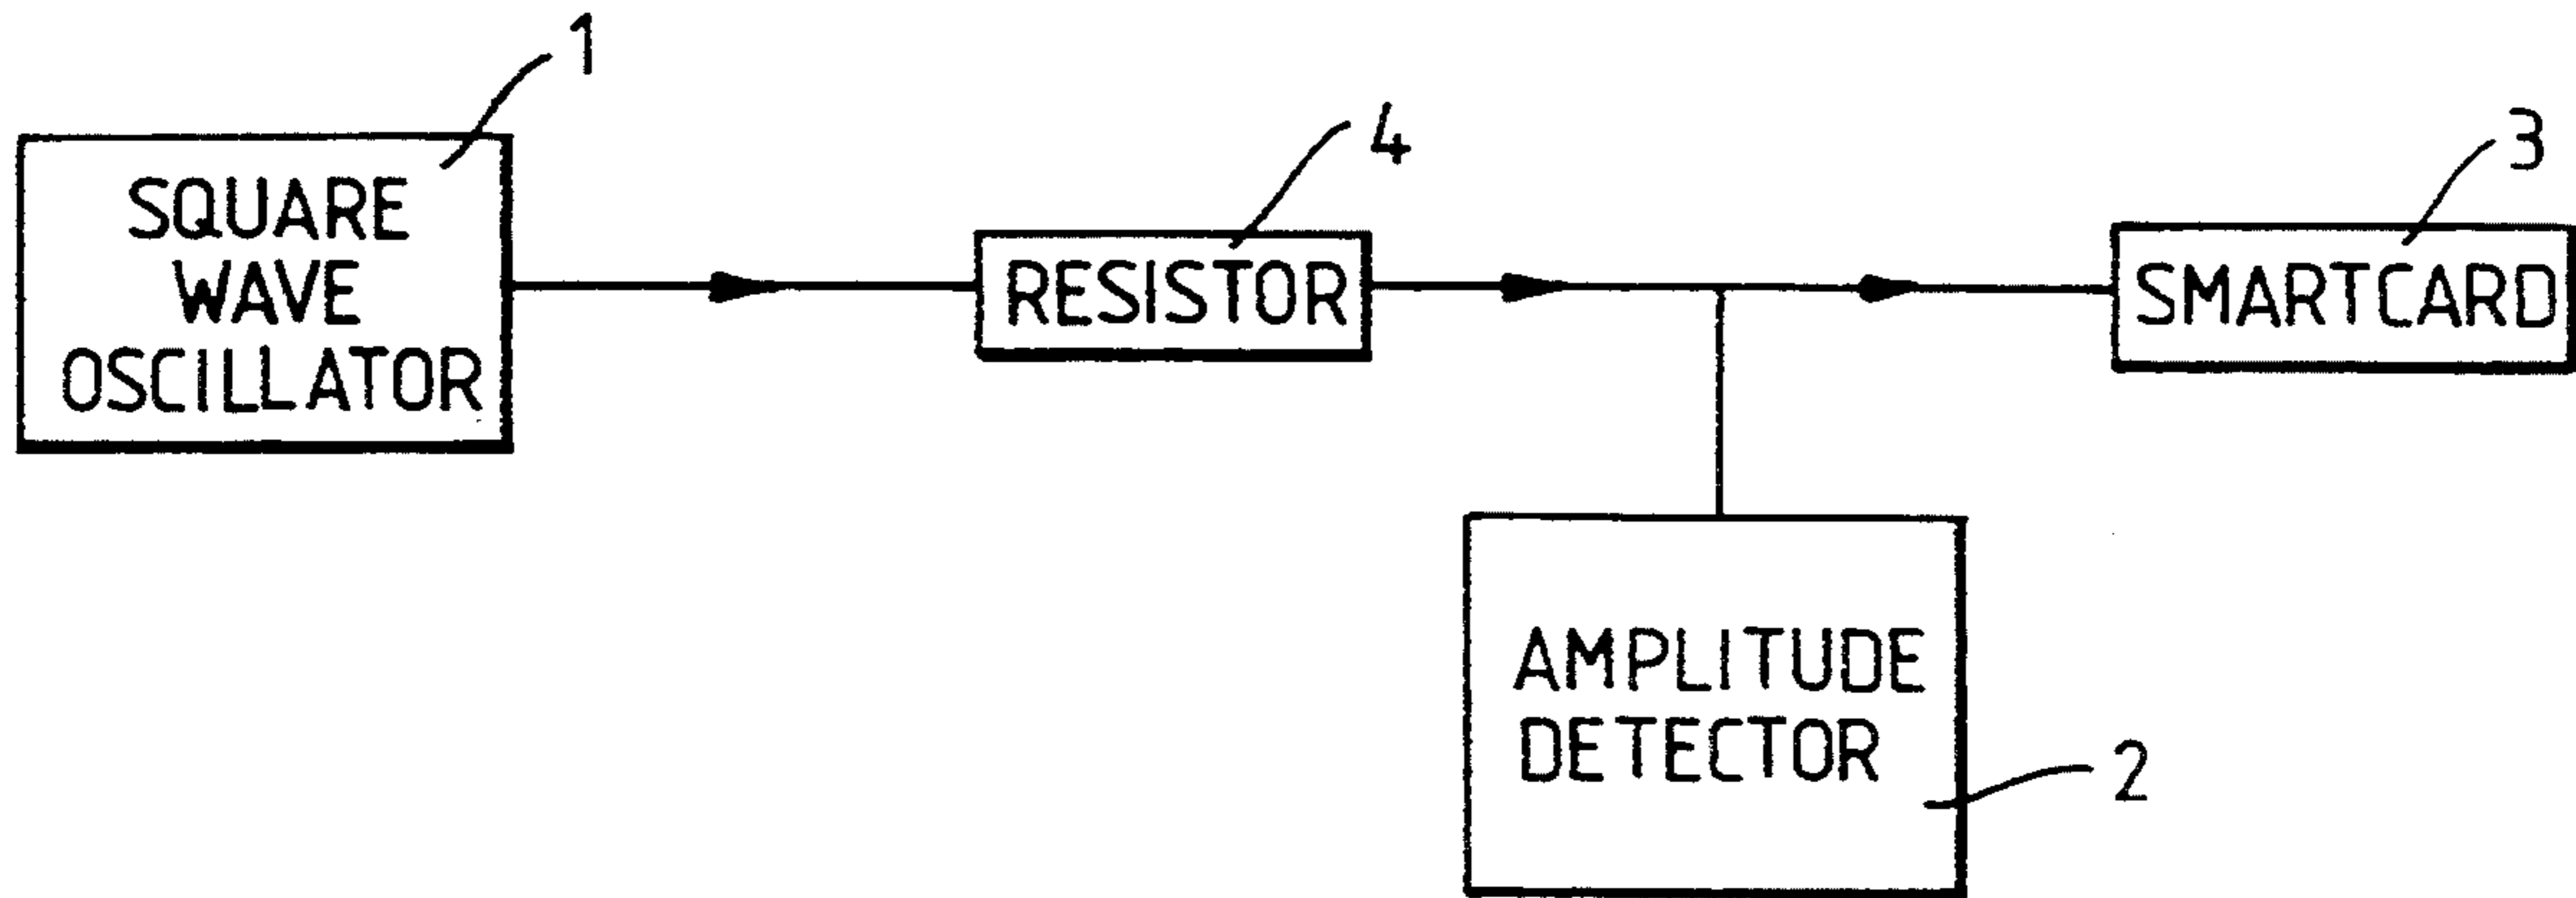 1
SQUARE
WAVE
OSCILLATOR
4
RESISTOR
3
SMARTCARD
AMPLITUDE
DETECTOR
2